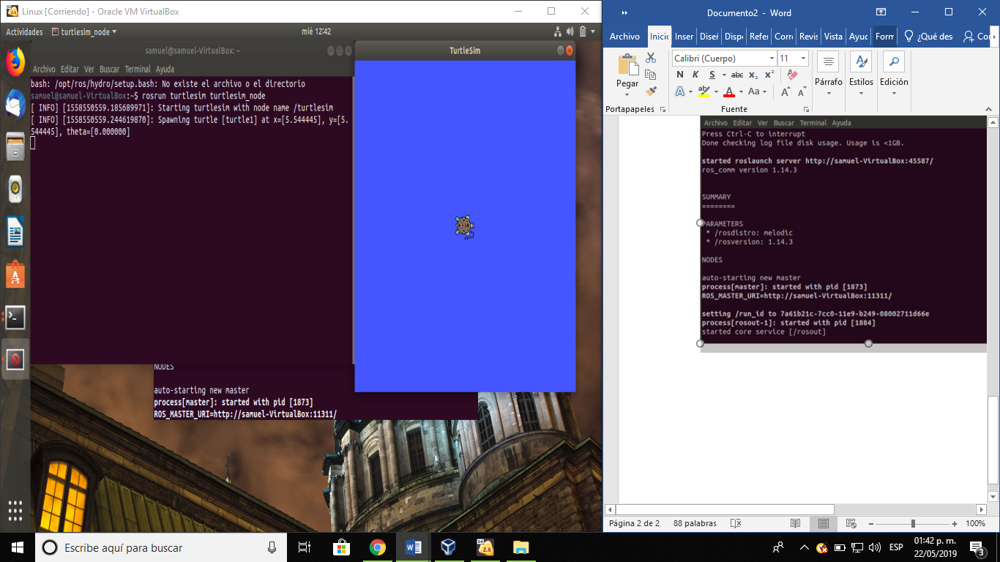 Linux [Corriendo] - Oracle VM VirtualBox
Actividades
turtlesim_node
mié 12:42
samuel@samuel-VirtualBox: ~
Archivo Editar Ver Buscar Terminal Ayuda
bash: /opt/ros/hydro/setup.bash: No existe el archivo o el directorio
samuel@samuel-VirtualBox:~$ rosrun turtlesim turtlesim_node
[ INFO] [1558550559.185689971]: Starting turtlesim with node name /turtlesim
[ INFO] [1558550559.244619870]: Spawning turtle [turtle1] at x=[5.544445], y=[5.
544445], theta=[0.000000]
TurtleSim
NODES
auto-starting new master
process[master]: started with pid [1873]
ROS_MASTER_URI=http://samuel-VirtualBox:11311/
Documento2 - Word
Archivo Inicio Inser Diseñ Dispo Refer Corre Revis Vista Ayuc Form ¿Qué des Co
Pegar
Portapapeles
Calibri (Cuerpo) 11
N K S abc x₂ x²
A Aa A A
Fuente
Párrafo
Estilos
Edición
Archivo Editar Ver Buscar Terminal Ayuda
Press Ctrl-C to interrupt
Done checking log file disk usage. Usage is <1GB.
started roslaunch server http://samuel-VirtualBox:45587/
ros_comm version 1.14.3
SUMMARY
========
PARAMETERS
* /rosdistro: melodic
* /rosversion: 1.14.3
NODES
auto-starting new master
process[master]: started with pid [1873]
ROS_MASTER_URI=http://samuel-VirtualBox:11311/
setting /run_id to 7a61b21c-7cc0-11e9-b249-08002711d66e
process[rosout-1]: started with pid [1884]
started core service [/rosout]
Página 2 de 2 88 palabras
100%
Escribe aquí para buscar
64
2.6
ESP
01:42 p. m.
22/05/2019
3